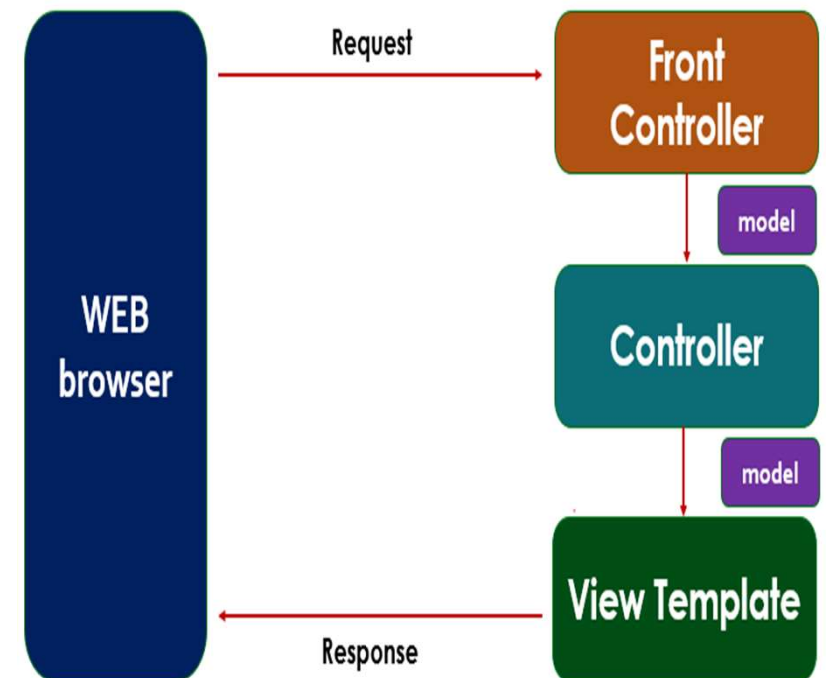 Request
Front
Controller
model
WEB
browser
Controller
model
View Template
Response